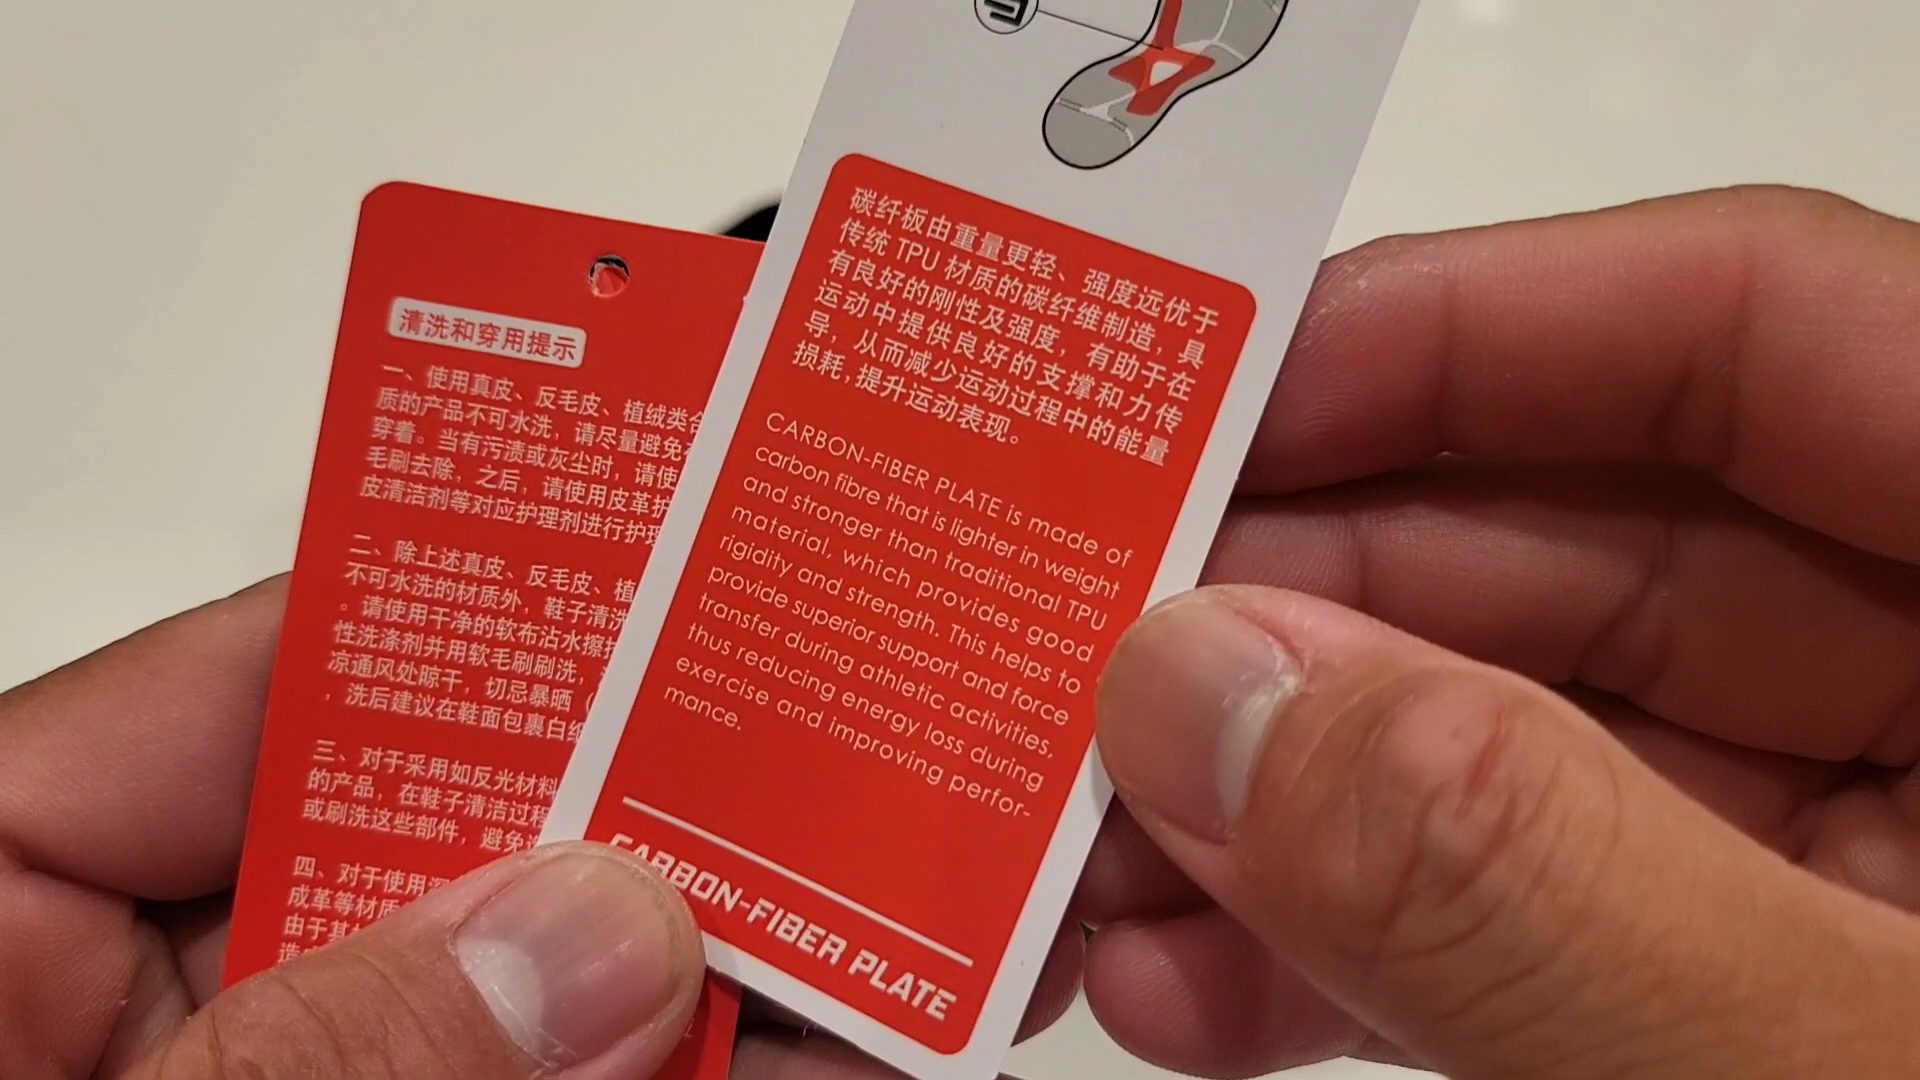 清洗和穿用提示
一、使用真皮、反毛皮、植绒类合
质的产品不可水洗，请尽量避免
穿着。当有污渍或灰尘时，请使
毛刷去除，之后，请使用皮革护
皮清洁剂等对应护理剂进行护理
二、除上述真皮、反毛皮、植
不可水洗的材质外，鞋子清洗
。请使用干净的软布沾水擦拭
性洗涤剂并用软毛刷刷洗，
凉通风处晾干，切忌暴晒（
，洗后建议在鞋面包裹白纸
三、对于采用如反光材料
的产品，在鞋子清洁过程
或刷洗这些部件，避免
四、对于使用深
成革等材质
由于其
造
碳纤板由重量更轻、强度远优于
传统 TPU 材质的碳纤维制造，具
有良好的刚性及强度，有助于在
运动中提供良好的支撑和力传
导，从而减少运动过程中的能量
损耗，提升运动表现。
CARBON-FIBER PLATE is made of
carbon fibre that is lighter in weight
and stronger than traditional TPU
material, which provides good
rigidity and strength. This helps to
provide superior support and force
transfer during athletic activities,
thus reducing energy loss during
exercise and improving perfor-
mance.
CARBON-FIBER PLATE